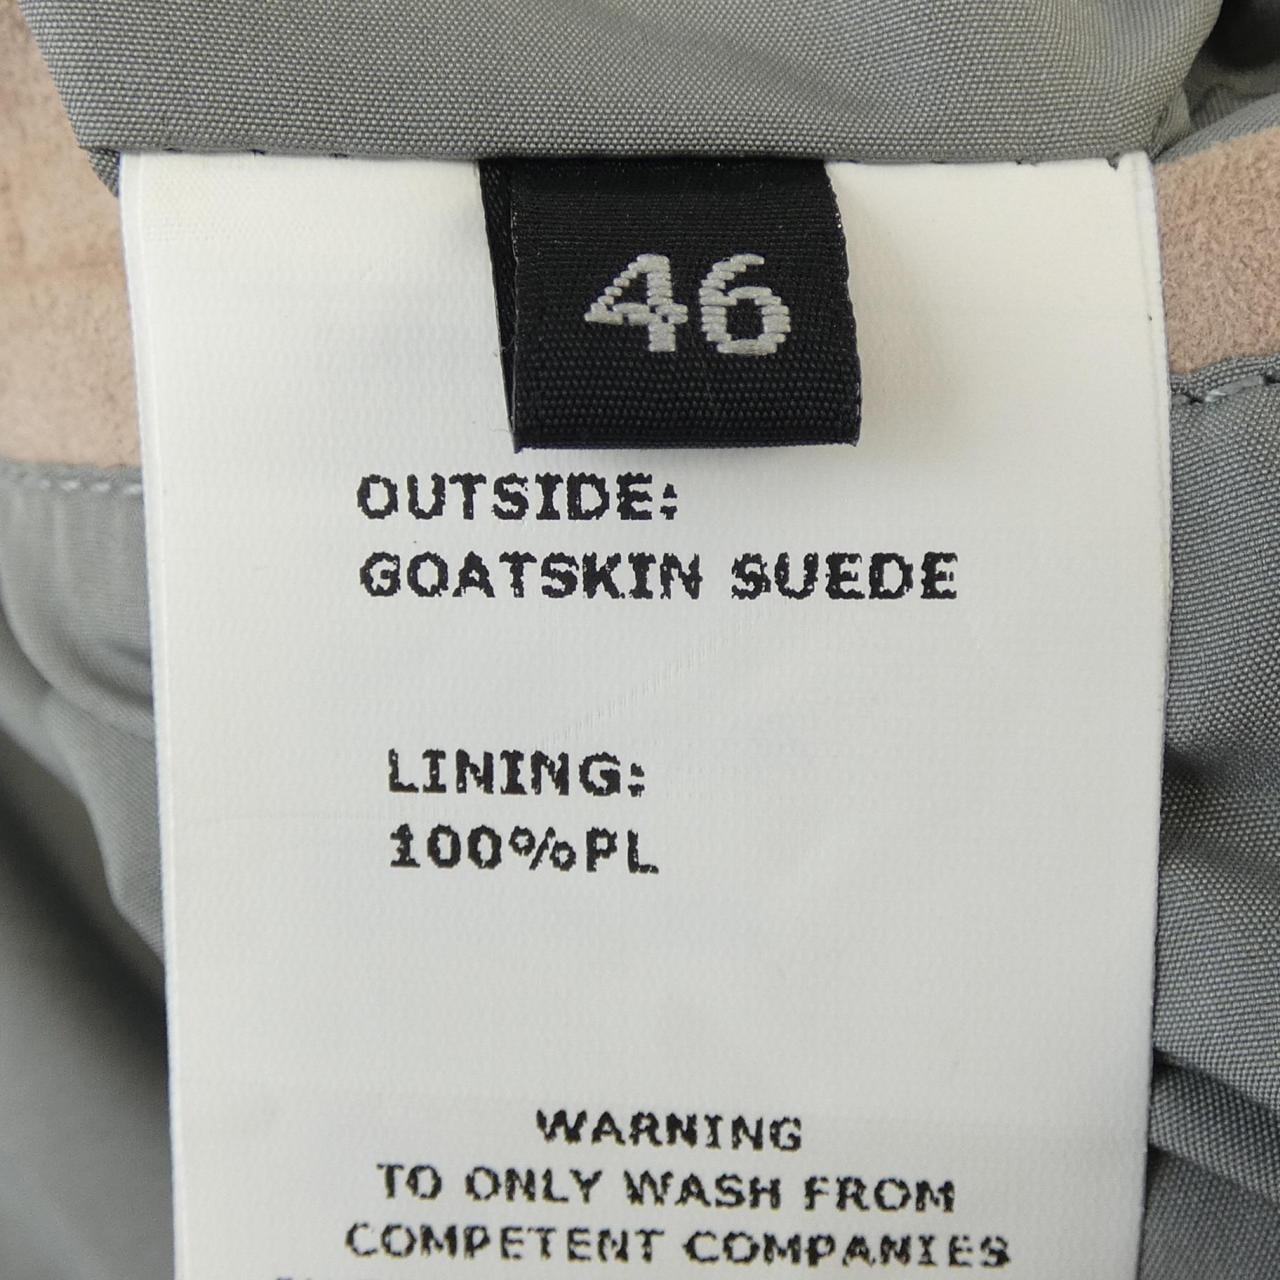 46
OUTSIDE:
GOATSKIN SUEDE
LINING:
100%PL
WARNING
TO ONLY WASH FROM
COMPETENT COMPANIES